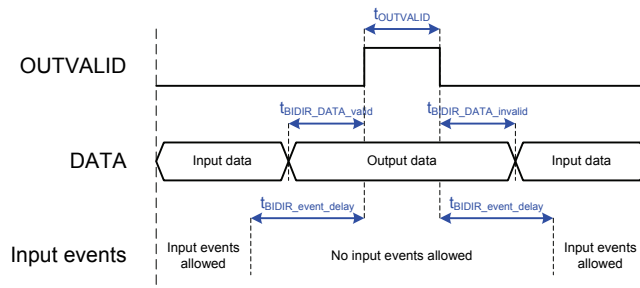 tOUTVALID
OUTVALID
tBIDIR_DATA_valid
tBIDIR_DATA_invalid
DATA
Input data
Output data
Input data
tBIDIR_event_delay
tBIDIR_event_delay
Input events
Input events
allowed
No input events allowed
Input events
allowed